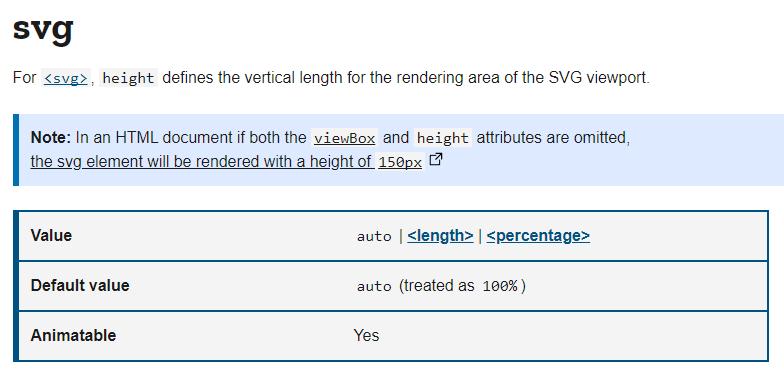 svg
For <svg>, height defines the vertical length for the rendering area of the SVG viewport.
Note: In an HTML document if both the viewBox and height attributes are omitted,
the svg element will be rendered with a height of 150px
Value auto | <length> | <percentage>
Default value auto (treated as 100%)
Animatable Yes